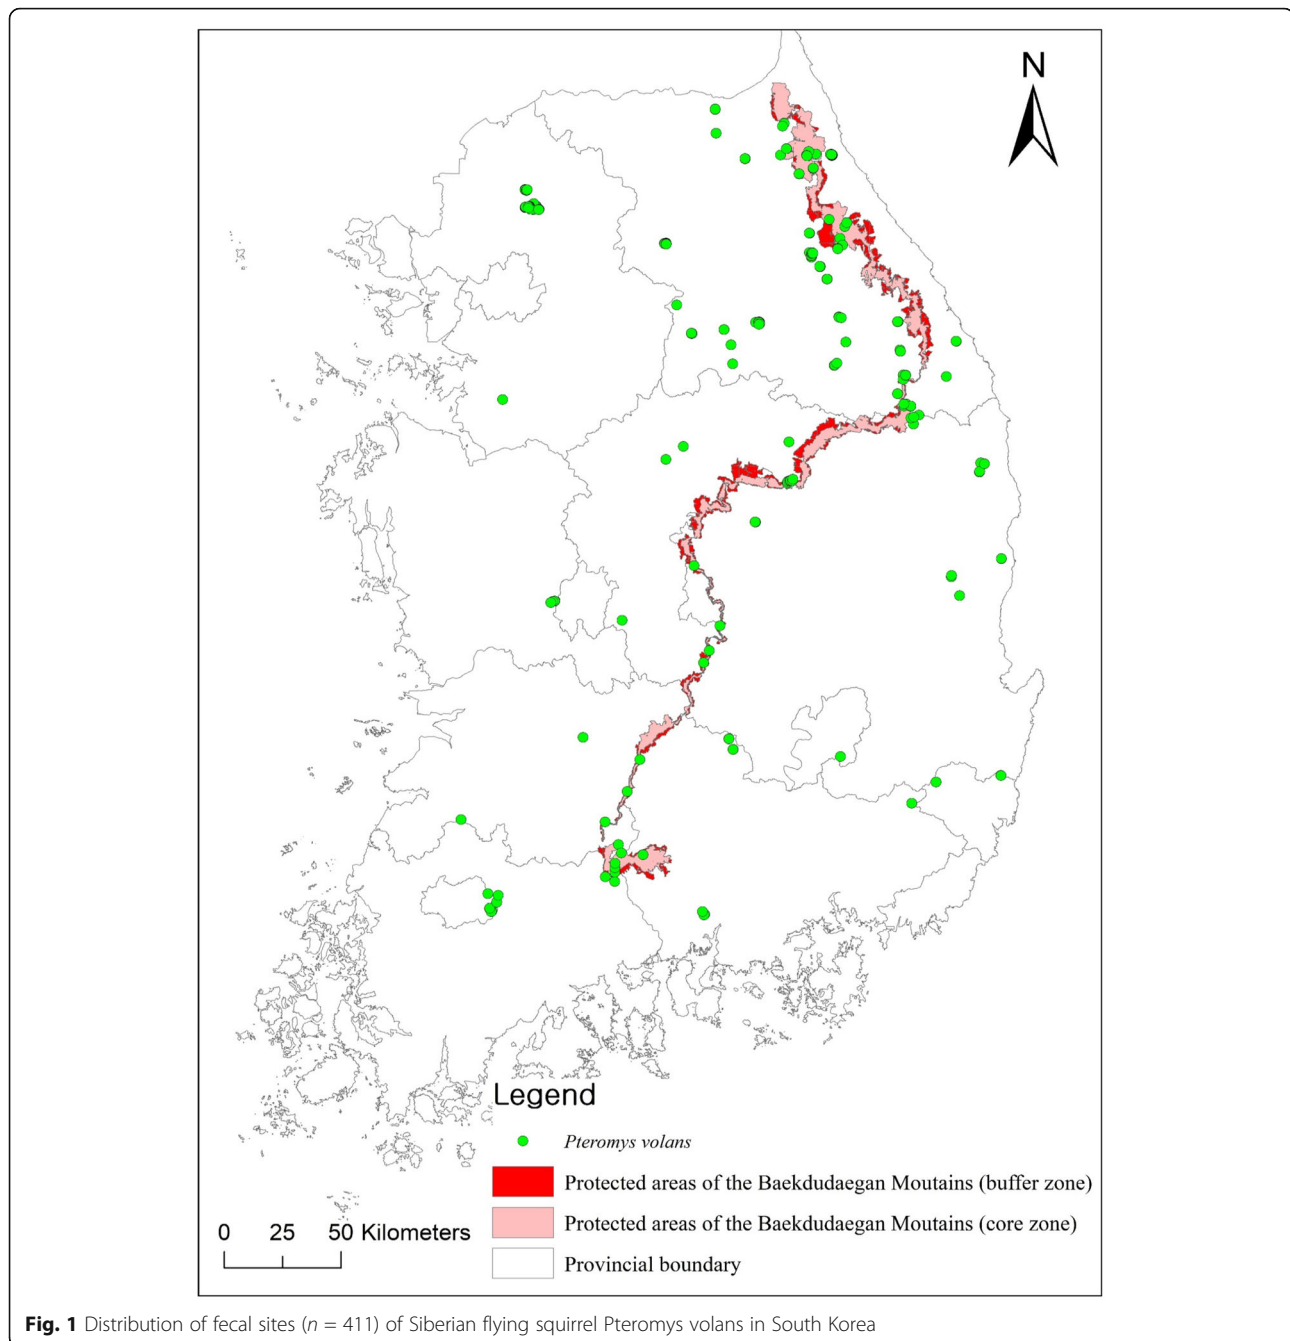 N
Legend
Pteromys volans
Protected areas of the Baekdudaegan Moutains (buffer zone)
Protected areas of the Baekdudaegan Moutains (core zone)
Provincial boundary
0 25 50 Kilometers
Fig. 1 Distribution of fecal sites (n = 411) of Siberian flying squirrel Pteromys volans in South Korea